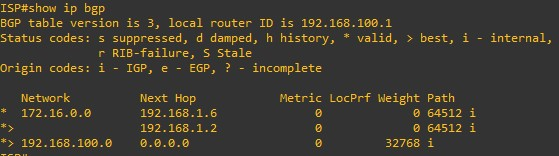 ISP#show ip bgp
BGP table version is 3, local router ID is 192.168.100.1
Status codes: s suppressed, d damped, h history, * valid, > best, i - internal,
r RIB-failure, S Stale
Origin codes: i - IGP, e - EGP, ? - incomplete
Network Next Hop Metric LocPrf Weight Path
* 172.16.0.0 192.168.1.6 0 0 64512 i
*> 192.168.1.2 0 0 64512 i
*> 192.168.100.0 0.0.0.0 0 32768 i
ISP#